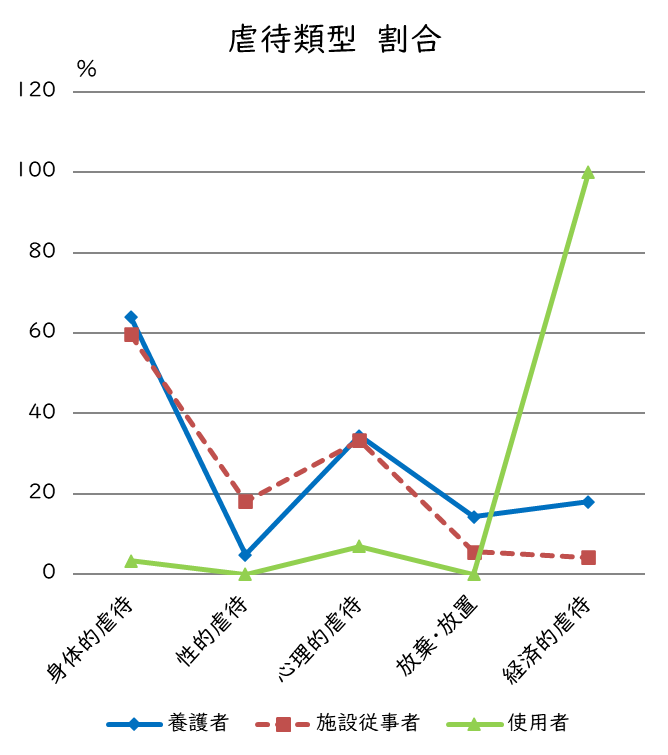 虐待類型 割合
%
120
100
80
60
40
20
0
身体的虐待
性的虐待
心理的虐待
放棄・放置
経済的虐待
養護者
施設従事者
使用者